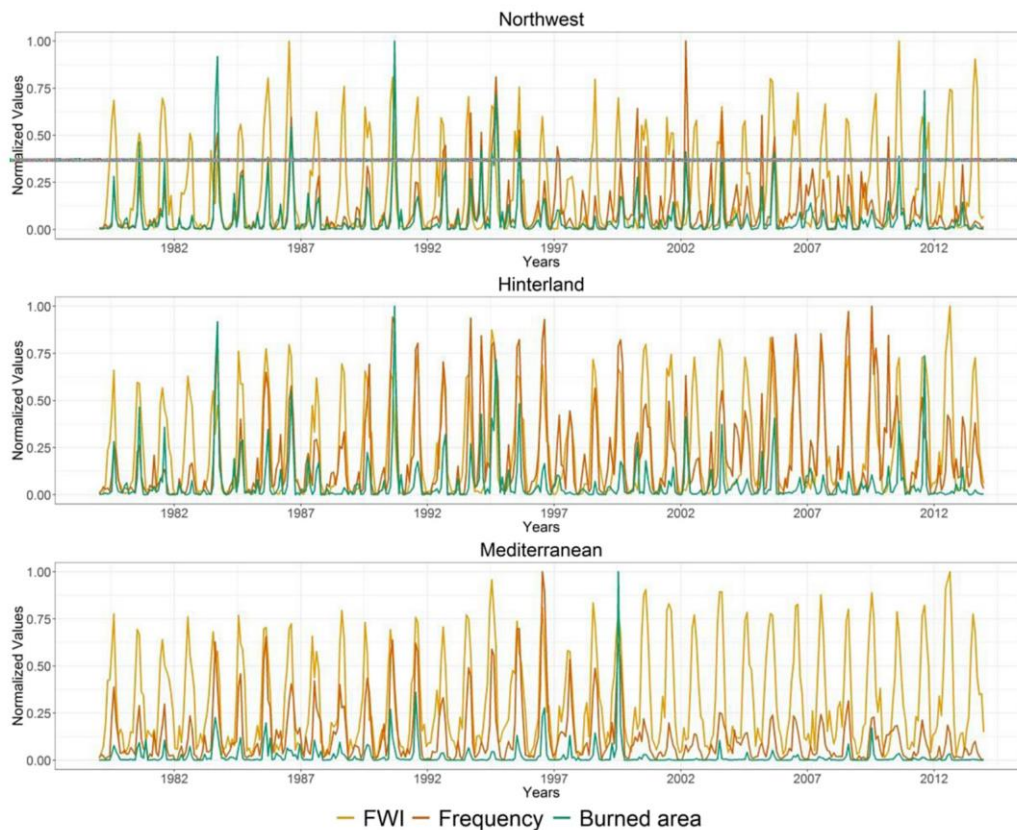 Northwest
Normalized Values
1.00
0.75
0.50
0.25
0.00
1982 1987 1992 1997 2002 2007 2012
Years
Hinterland
Normalized Values
1.00
0.75
0.50
0.25
0.00
1982 1987 1992 1997 2002 2007 2012
Years
Mediterranean
Normalized Values
1.00
0.75
0.50
0.25
0.00
1982 1987 1992 1997 2002 2007 2012
Years
FWI Frequency Burned area